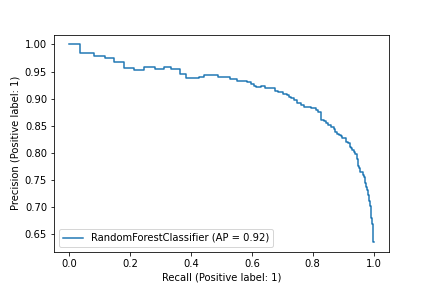 1.00
0.95
0.90
0.85
0.80
0.75
0.70
0.65
Precision (Positive label: 1)
RandomForestClassifier (AP = 0.92)
0.0 0.2 0.4 0.6 0.8 1.0
Recall (Positive label: 1)